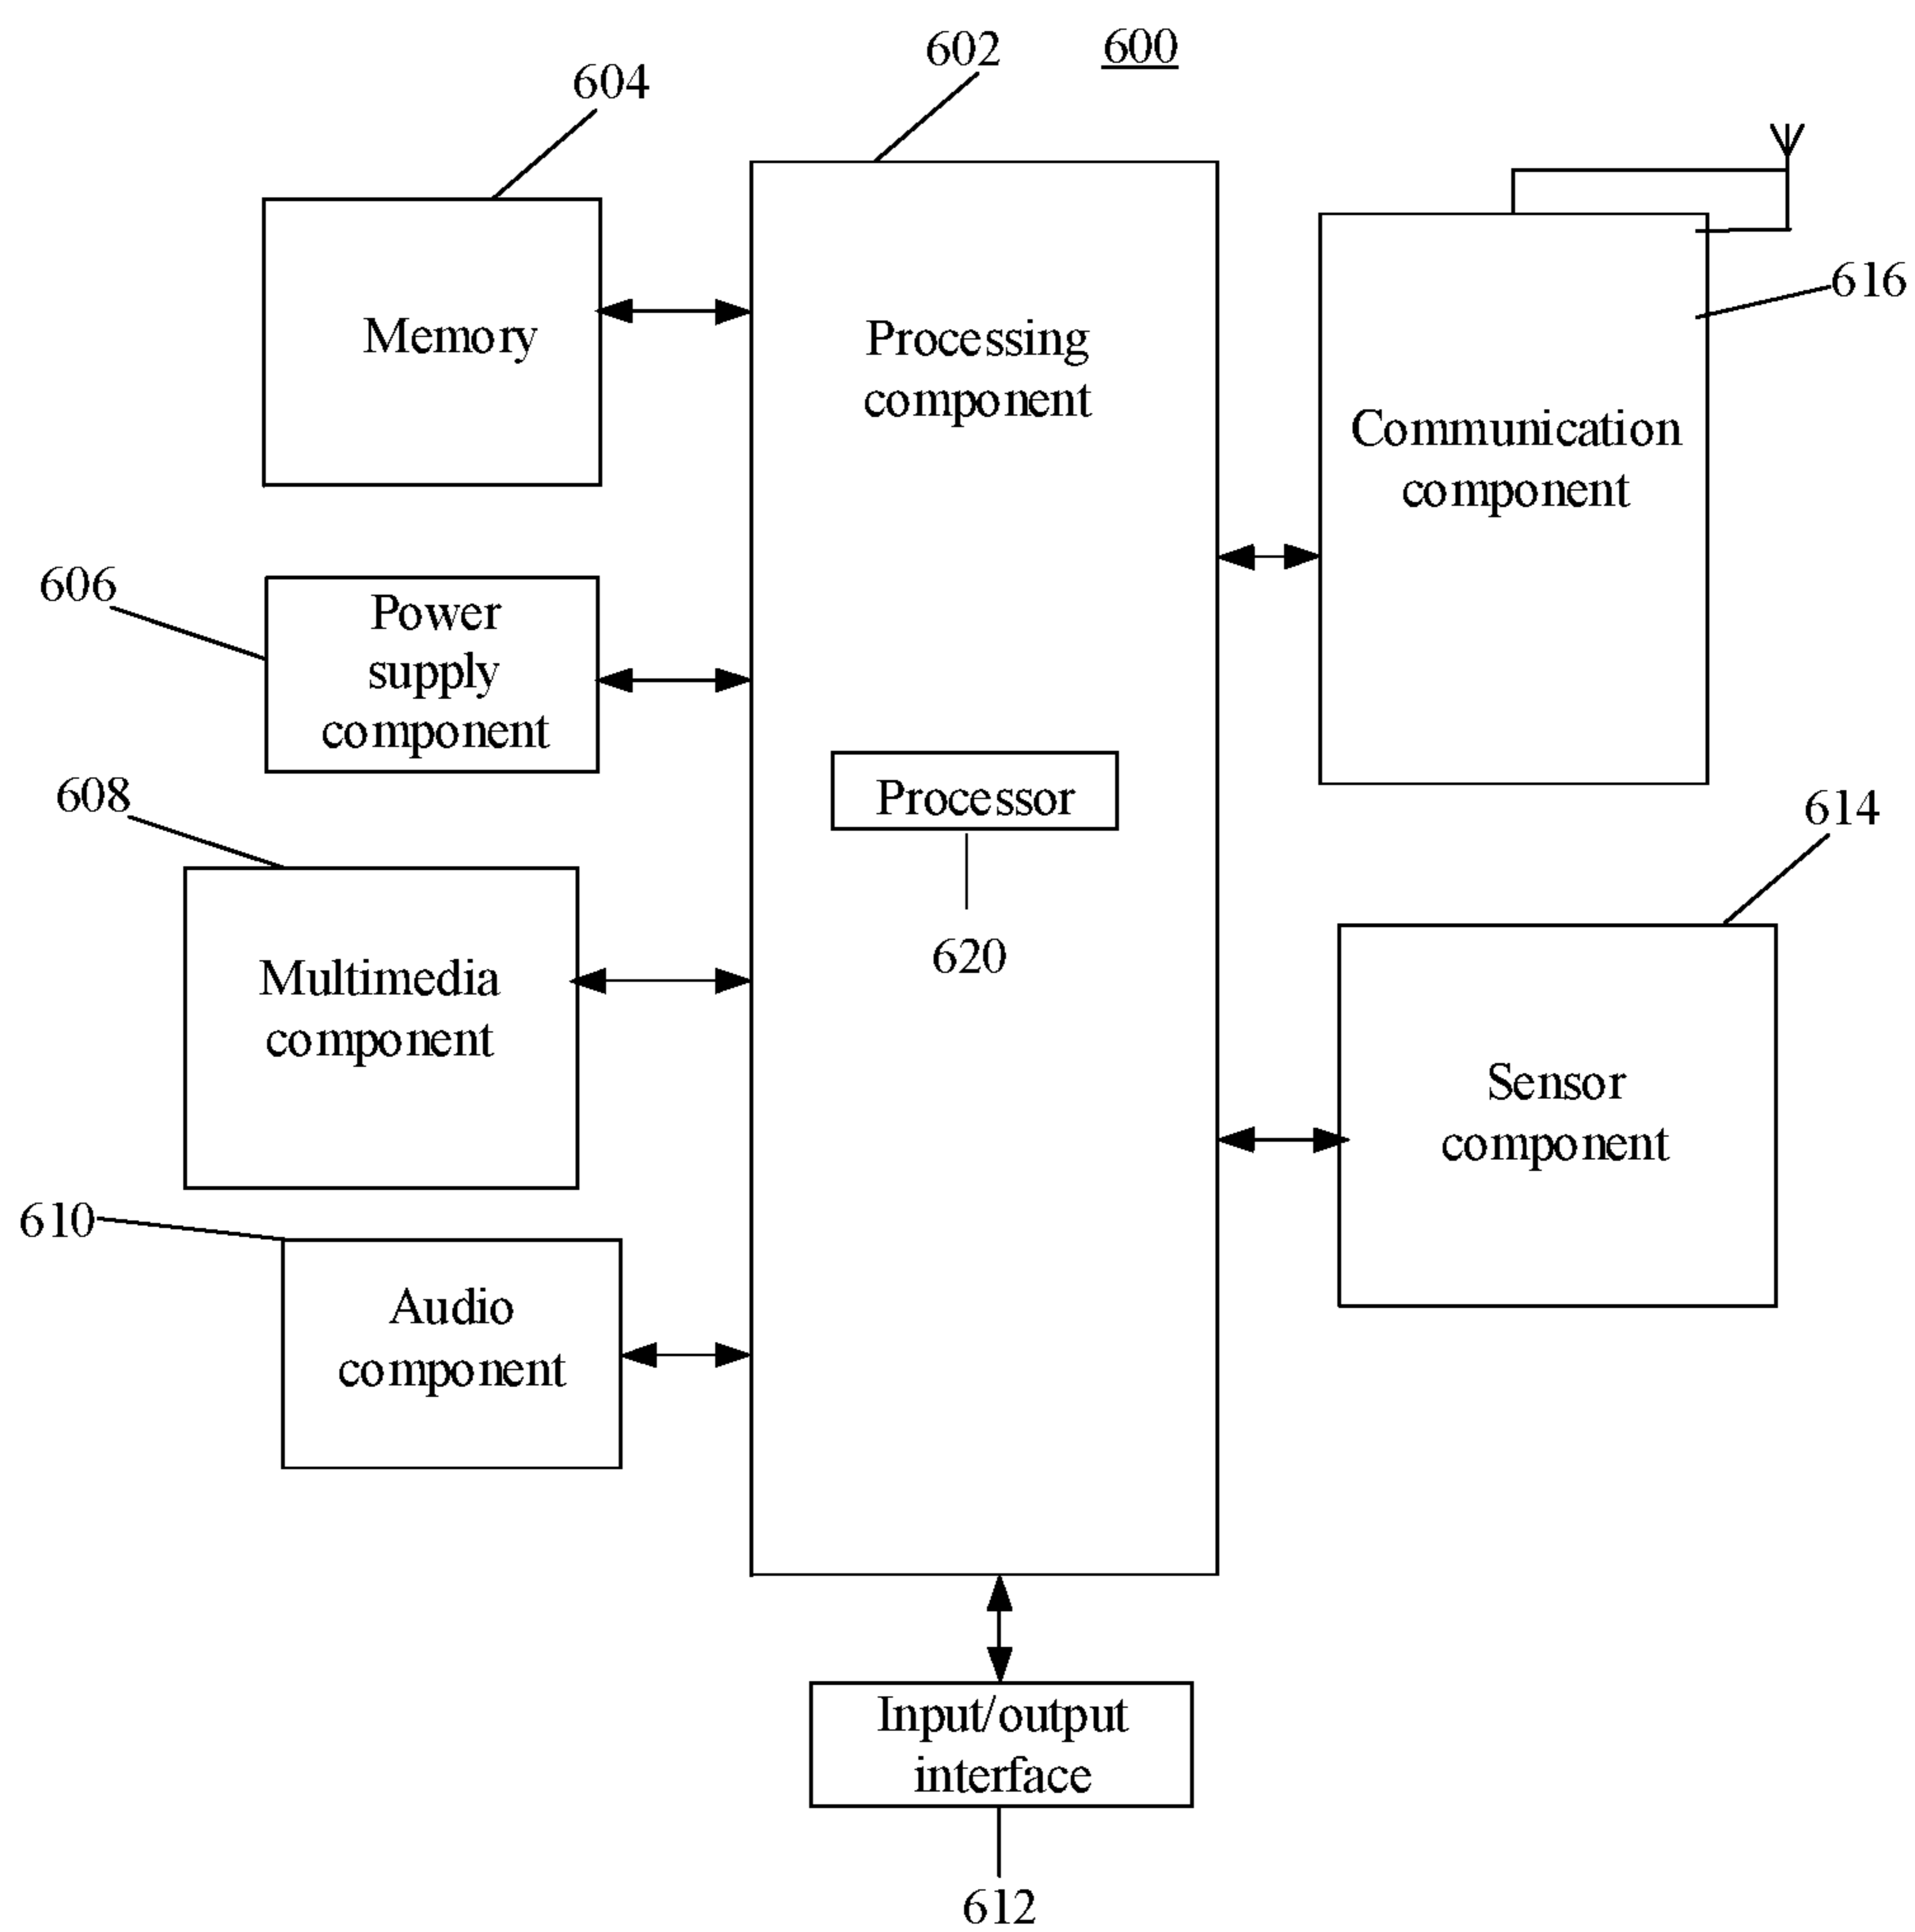 602
600
604
Memory
Processing
component
616
Communication
component
606
Power
supply
component
Processor
620
608
614
Multimedia
component
Sensor
component
610
Audio
component
Input/output
interface
612